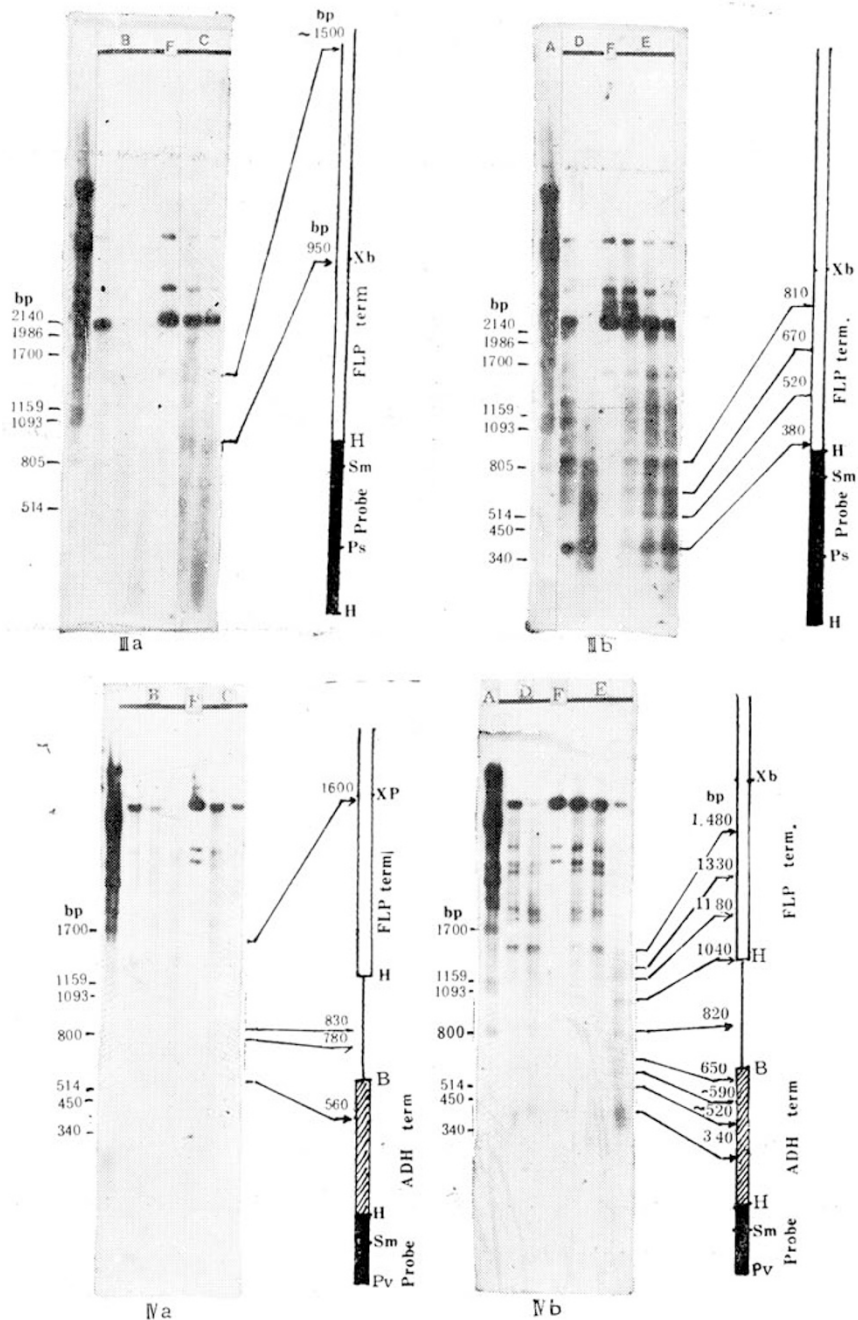 bp
~1500
B
F
C
bp
950
Xb
bp
2140
1986
1700
1159
1093
805
514
FLP term
H
Sm
Probe
Ps
H
IIIa
A
D
F
E
Xb
bp
2140
1986
1700
1159
1093
805
514
450
340
810
670
520
380
FLP term.
H
Sm
Probe
Ps
H
IIIb
B
F
C
1600
XP
bp
1700
1159
1093
800
514
450
340
FLP term
H
830
780
B
560
ADH term
H
Sm
Pv
Probe
IVa
A
D
F
E
Xb
bp
1,480
1330
1180
1040
820
650
~590
~520
340
bp
1700
1159
1093
800
514
450
340
FLP term.
H
B
ADH term
H
Sm
Pv
Probe
IVb